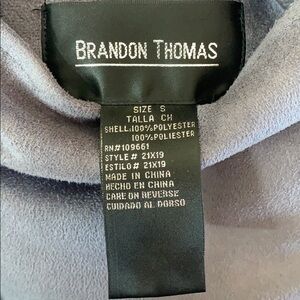 BRANDON THOMAS
SIZE S
TALLA CH
SHELL:100%POLYESTER
100%POLIESTER
RN#109661
STYLE# 21X19
ESTILO# 21X19
MADE IN CHINA
HECHO EN CHINA
CARE ON REVERSE
CUIDADO AL DORSO